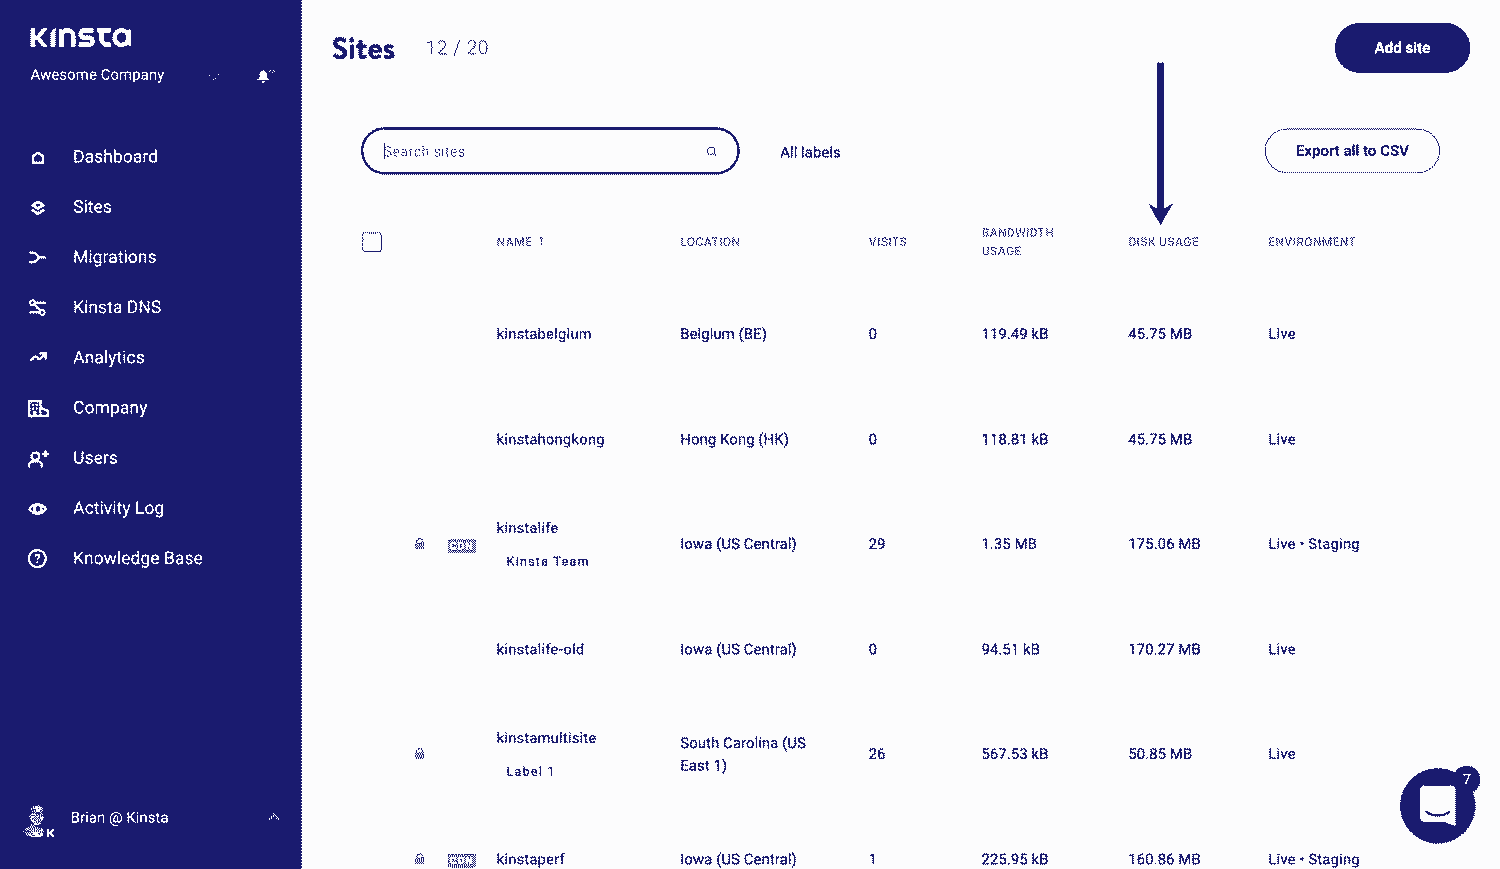 KINSTA
Awesome Company
Dashboard
Sites
Migrations
Kinsta DNS
Analytics
Company
Users
Activity Log
Knowledge Base
K
Brian @ Kinsta
Sites 12 / 20
Add site
Search sites
All labels
Export all to CSV
NAME ↑ LOCATION VISITS BANDWIDTH USAGE DISK USAGE ENVIRONMENT
kinstabelgium Belgium (BE) 0 119.49 kB 45.75 MB Live
kinstahongkong Hong Kong (HK) 0 118.81 kB 45.75 MB Live
CDN kinstalife Iowa (US Central) 29 1.35 MB 175.06 MB Live • Staging
Kinsta Team
kinstalife-old Iowa (US Central) 0 94.51 kB 170.27 MB Live
kinstamultisite South Carolina (US East 1) 26 567.53 kB 50.85 MB Live
Label 1
CDN kinstaperf Iowa (US Central) 1 225.95 kB 160.86 MB Live • Staging
7